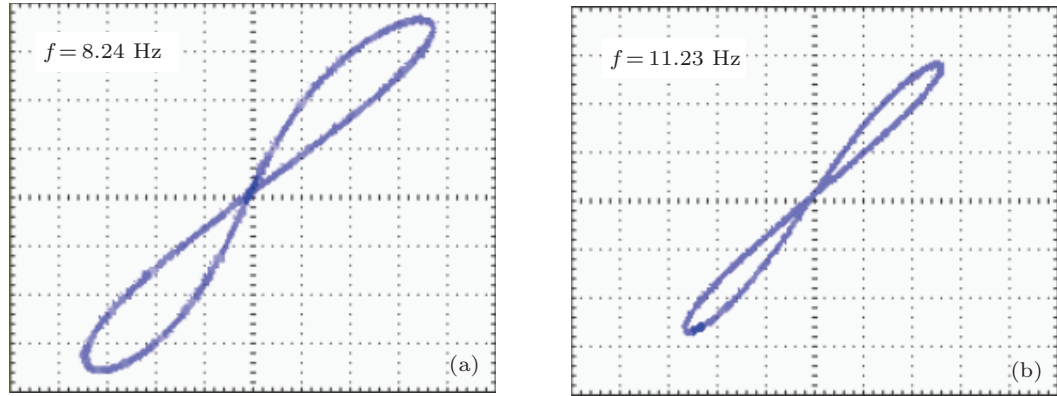 f = 8.24 Hz
f = 11.23 Hz
(a)
(b)